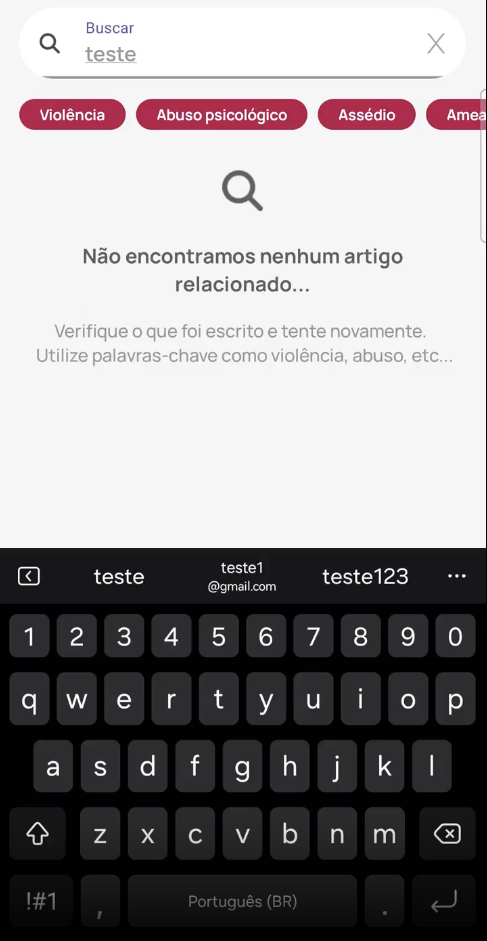 Buscar
teste
X
Violência Abuso psicológico Assédio Amea
Não encontramos nenhum artigo
relacionado...
Verifique o que foi escrito e tente novamente.
Utilize palavras-chave como violência, abuso, etc...
teste teste1 teste123 ...
@gmail.com
1 2 3 4 5 6 7 8 9 0
q w e r t y u i o p
a s d f g h j k l
z x c v b n m
!#1 , Português (BR) .